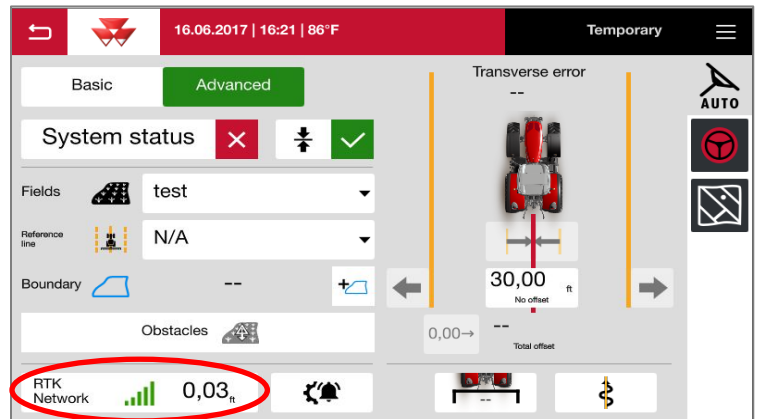 16.06.2017 | 16:21 | 86°F
Temporary
Basic
Advanced
System status
Fields
test
Reference
line
N/A
Boundary
--
Obstacles
RTK
Network
0,03 ft
Transverse error
--
30,00 ft
No offset
0,00→
--
Total offset
--
AUTO